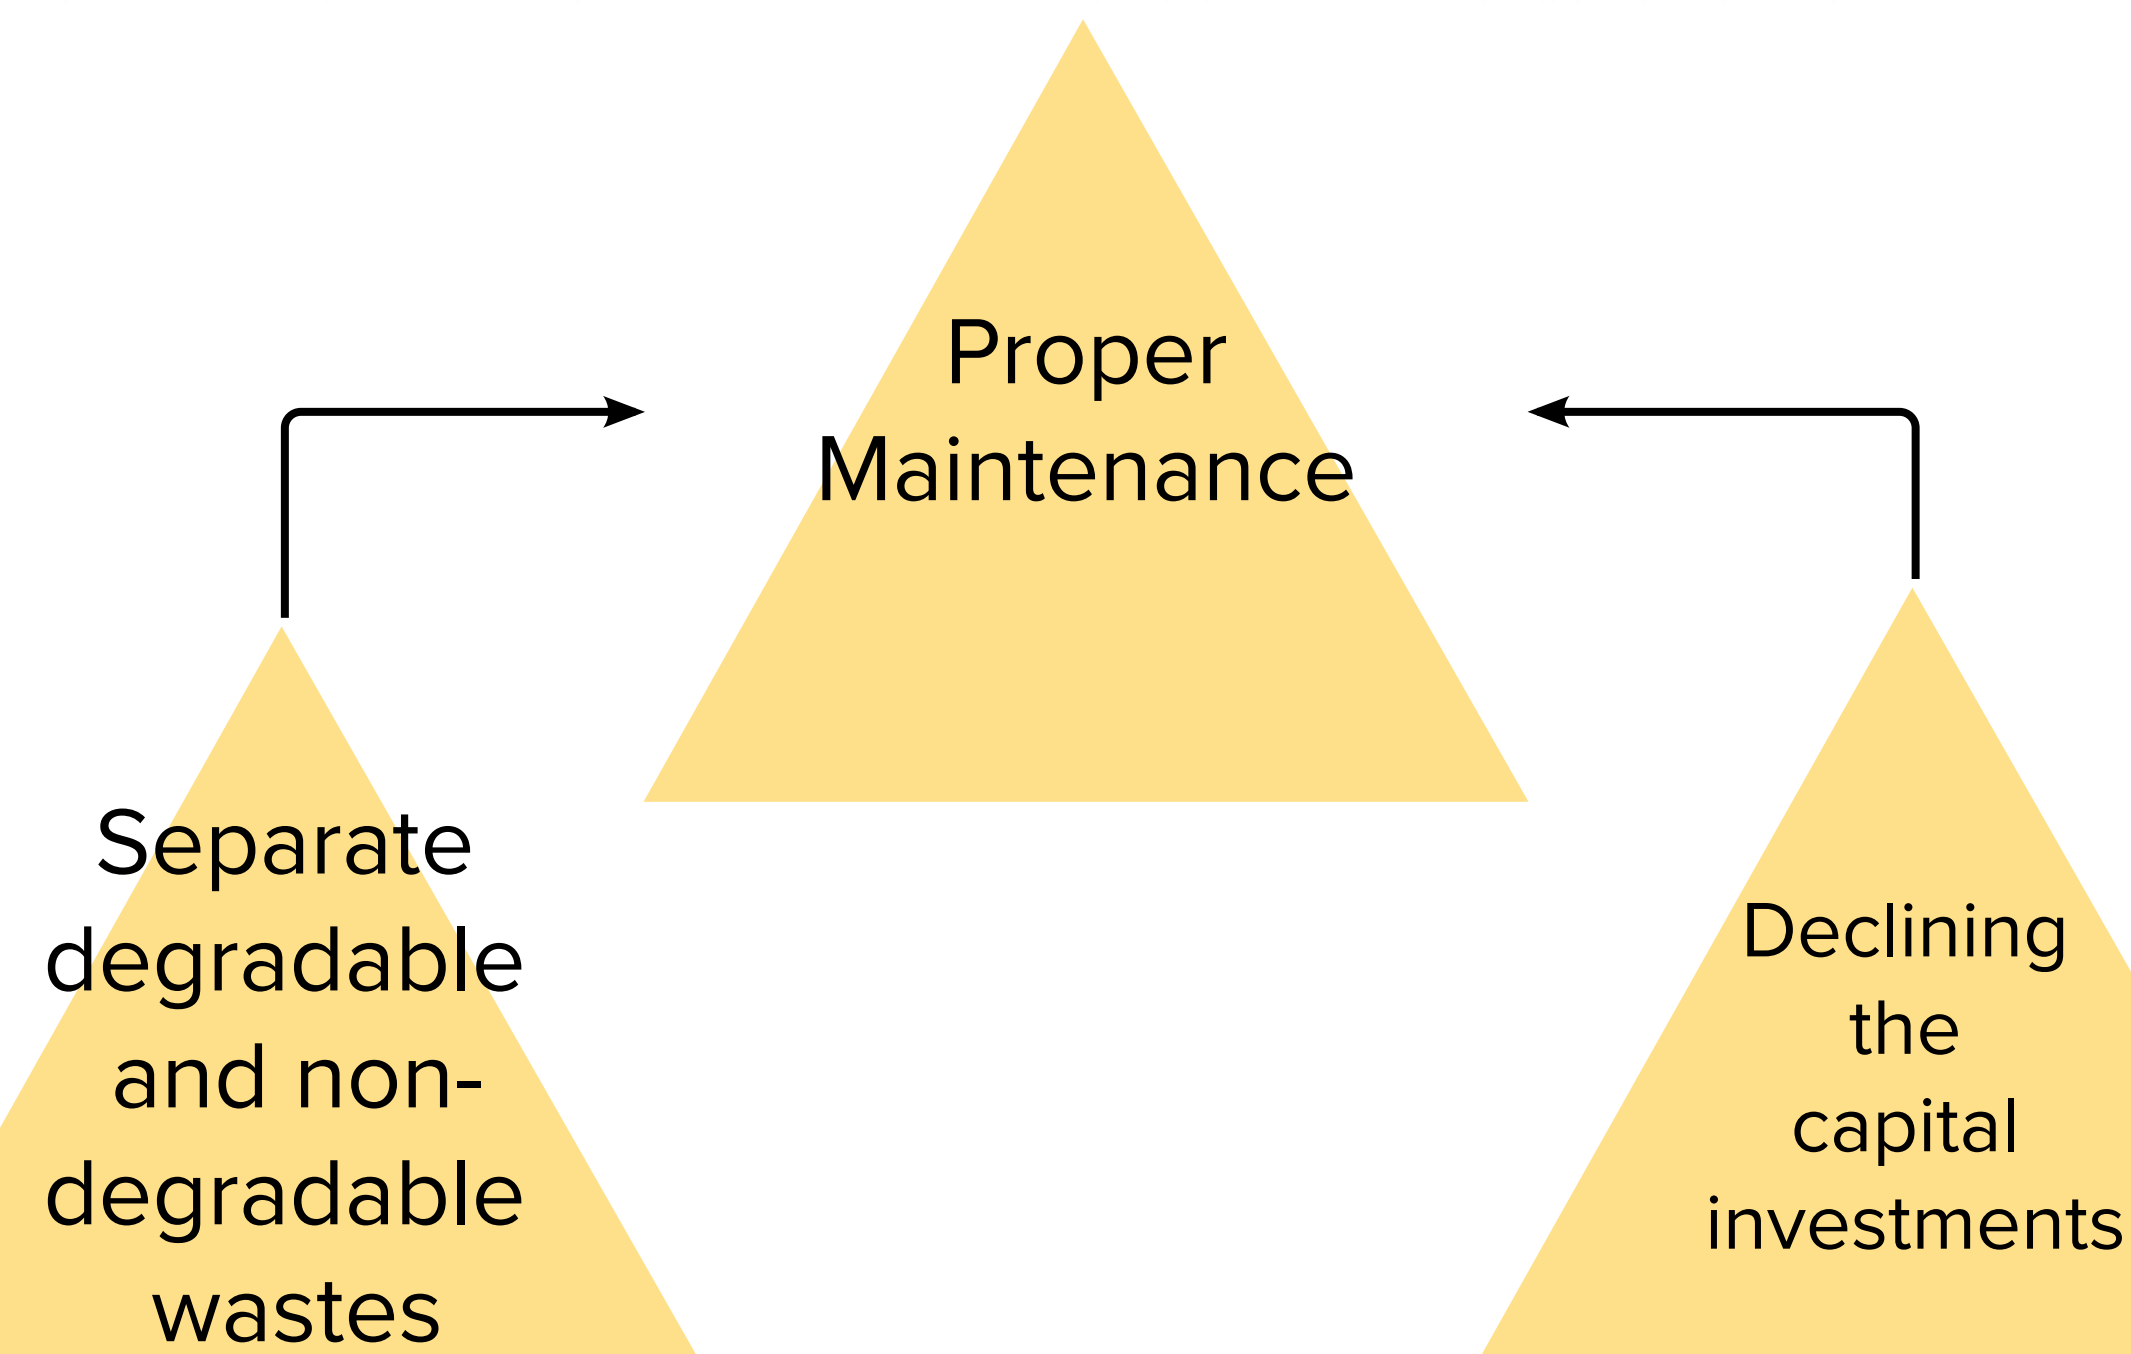 Proper
Maintenance
Separate
degradable
and non-
degradable
wastes
Declining
the
capital
investments